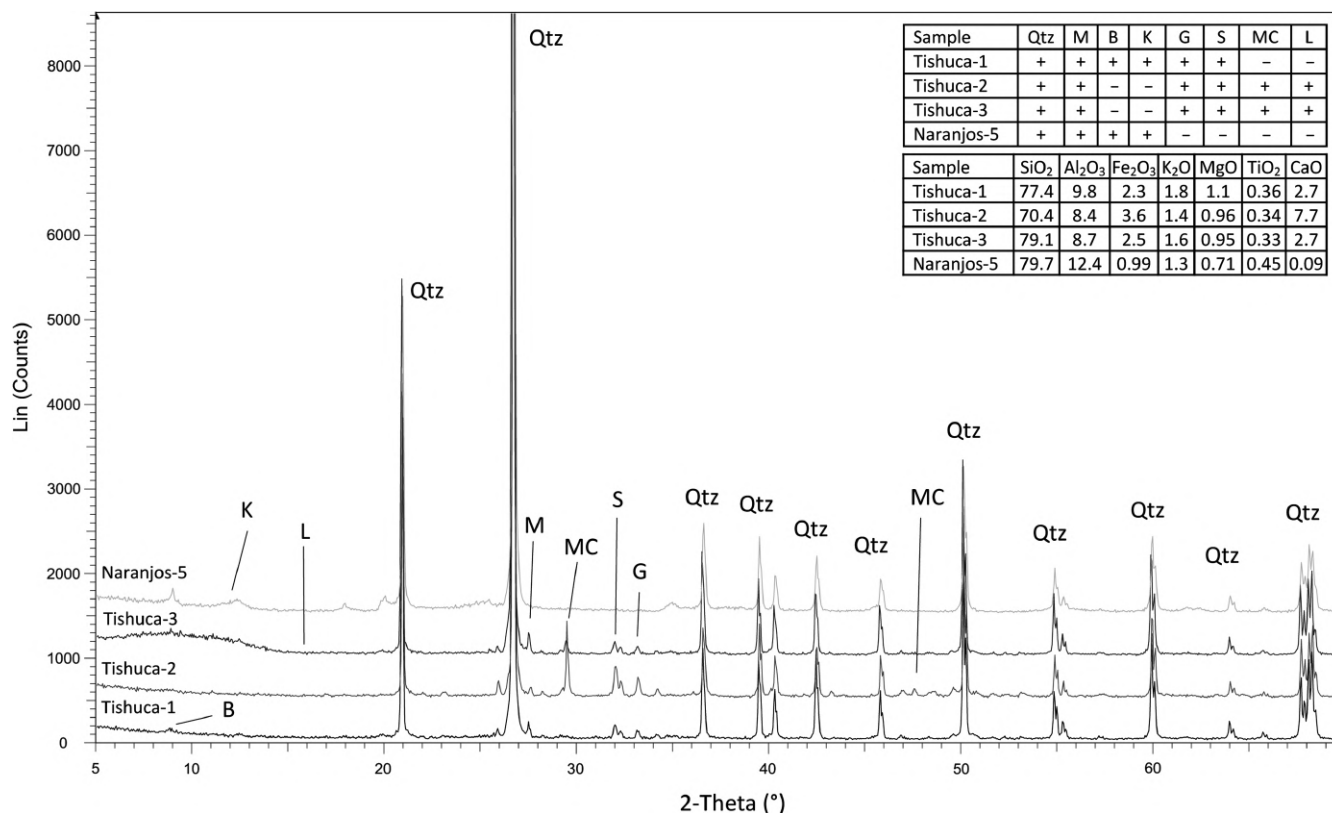 Qtz
Qtz
Sample Qtz M B K G S MC L
Tishuca-1 + + + + + + – –
Tishuca-2 + + – – + + + +
Tishuca-3 + + – – + + + +
Naranjos-5 + + + + – – – –
Sample SiO₂ Al₂O₃ Fe₂O₃ K₂O MgO TiO₂ CaO
Tishuca-1 77.4 9.8 2.3 1.8 1.1 0.36 2.7
Tishuca-2 70.4 8.4 3.6 1.4 0.96 0.34 7.7
Tishuca-3 79.1 8.7 2.5 1.6 0.95 0.33 2.7
Naranjos-5 79.7 12.4 0.99 1.3 0.71 0.45 0.09
Lin (Counts)
8000
7000
6000
5000
4000
3000
2000
1000
0
K
L
M
MC
S
G
Qtz
Qtz
Qtz
Qtz
MC
Qtz
Qtz
Qtz
Qtz
Qtz
Naranjos-5
Tishuca-3
Tishuca-2
Tishuca-1
B
5 10 20 30 40 50 60
2-Theta (°)